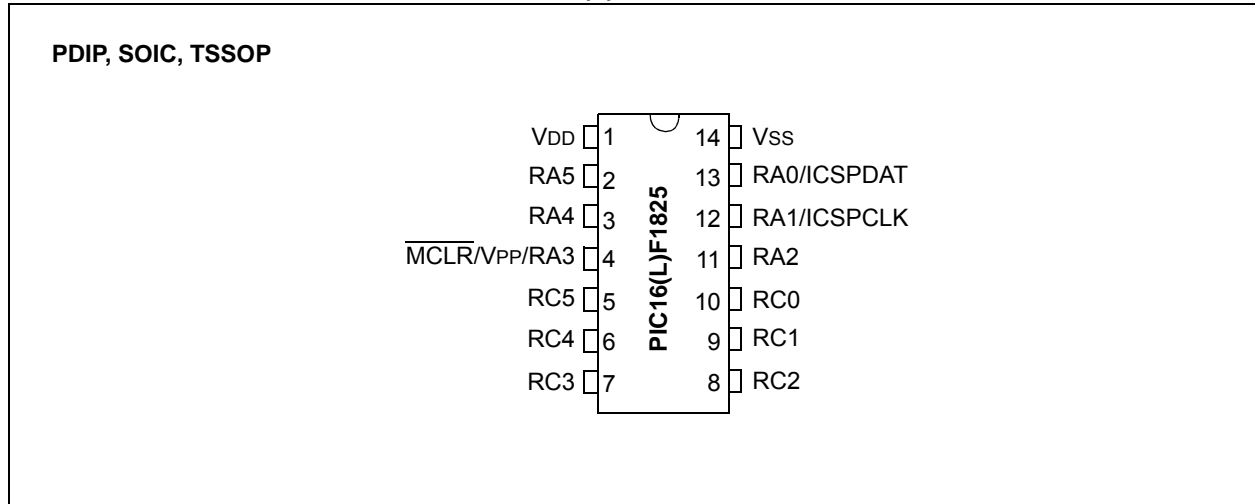 PDIP, SOIC, TSSOP
VDD 1 14 VSS
RA5 2 13 RA0/ICSPDAT
RA4 3 12 RA1/ICSPCLK
MCLR/VPP/RA3 4 11 RA2
RC5 5 10 RC0
RC4 6 9 RC1
RC3 7 8 RC2
PIC16(L)F1825